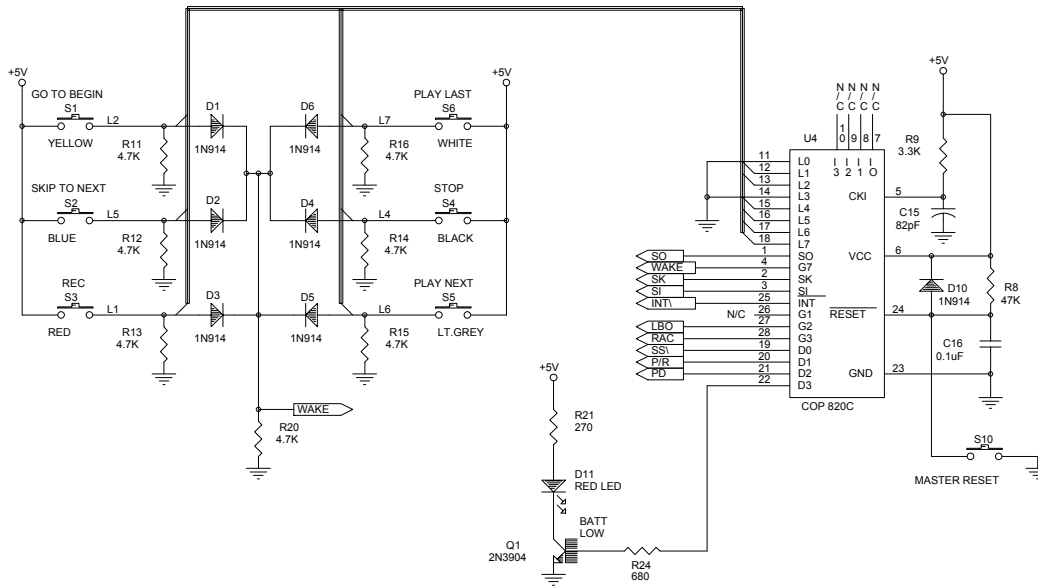 +5V
GO TO BEGIN
S1
L2
YELLOW
R11
4.7K
D1
1N914
D6
1N914
R16
4.7K
L7
PLAY LAST
S6
WHITE
+5V
SKIP TO NEXT
S2
L5
BLUE
R12
4.7K
D2
1N914
D4
1N914
R14
4.7K
L4
STOP
S4
BLACK
REC
S3
L1
RED
R13
4.7K
D3
1N914
D5
1N914
R15
4.7K
L6
PLAY NEXT
S5
LT.GREY
WAKE
R20
4.7K
+5V
R21
270
D11
RED LED
BATT
LOW
Q1
2N3904
R24
680
U4
N/C N/C N/C N/C
10 9 8 7
I3 I2 I1 IO
11 L0
12 L1
13 L2
14 L3
15 L4
16 L5
17 L6
18 L7
SO 1 SO
WAKE 4 G7
SK 2 SK
SI 3 SI
INT\ 25 INT
N/C 26 G1
LBO 27 G2
RAC 28 G3
SS\ 19 D0
P/R 20 D1
PD 21 D2
22 D3
CKI 5
VCC 6
RESET 24
GND 23
COP 820C
+5V
R9
3.3K
C15
82pF
D10
1N914
R8
47K
C16
0.1uF
S10
MASTER RESET